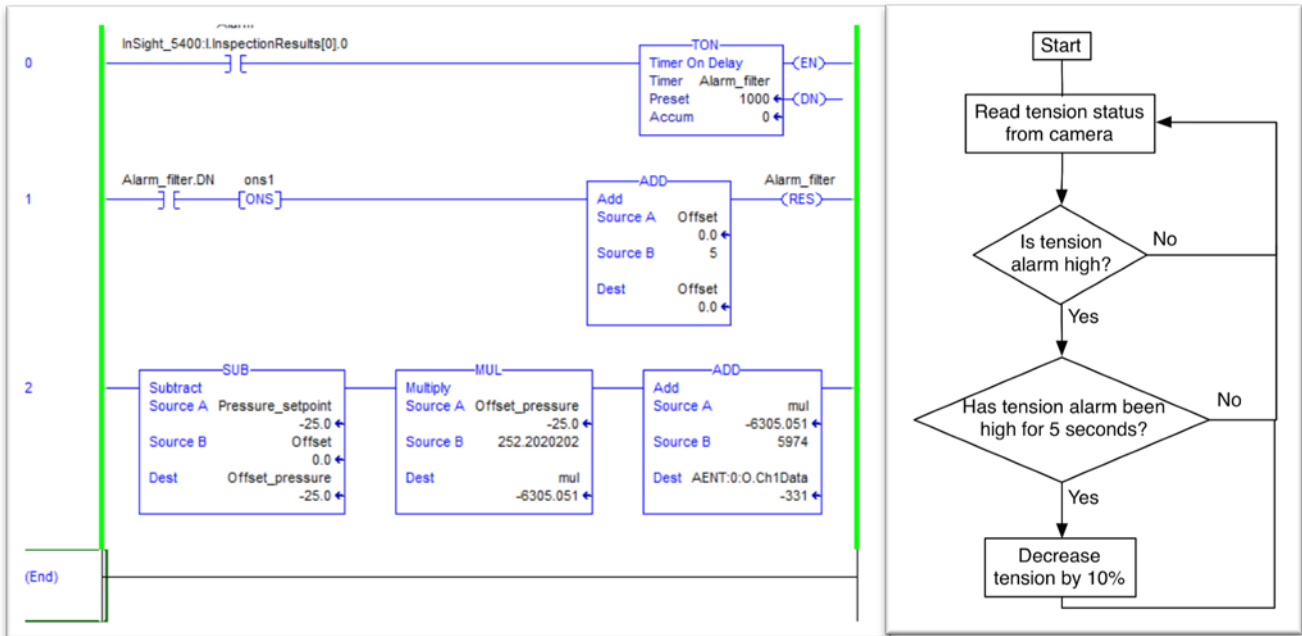 InSight_5400:I.InspectionResults[0].0
0
TON
Timer On Delay
Timer Alarm_filter
Preset 1000
Accum 0
(EN)
(DN)
Alarm_filter.DN
ons1
1
[ONS]
ADD
Add
Source A Offset
0.0
Source B 5
Dest Offset
0.0
Alarm_filter
(RES)
2
SUB
Subtract
Source A Pressure_setpoint
-25.0
Source B Offset
0.0
Dest Offset_pressure
-25.0
MUL
Multiply
Source A Offset_pressure
-25.0
Source B 252.2020202
Dest mul
-6305.051
ADD
Add
Source A mul
-6305.051
Source B 5974
Dest AENT:0:O.Ch1Data
-331
(End)
Start
Read tension status
from camera
Is tension
alarm high?
No
Yes
Has tension alarm been
high for 5 seconds?
No
Yes
Decrease
tension by 10%